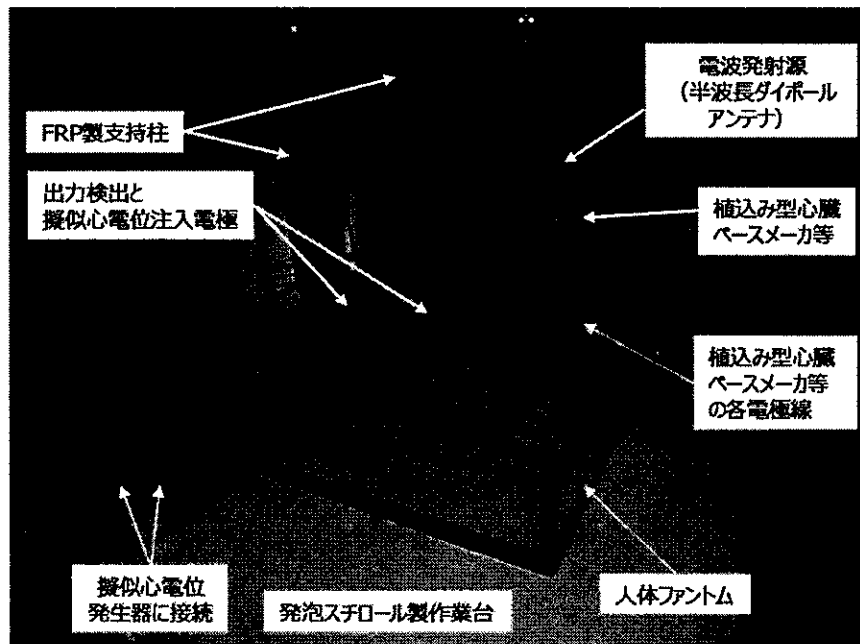 電波発射源
（半波長ダイポール
アンテナ）
FRP製支持柱
出力検出と
擬似心電位注入電極
植込み型心臓
ペースメーカ等
植込み型心臓
ペースメーカ等
の各電極線
擬似心電位
発生器に接続
発泡スチロール製作業台
人体ファントム